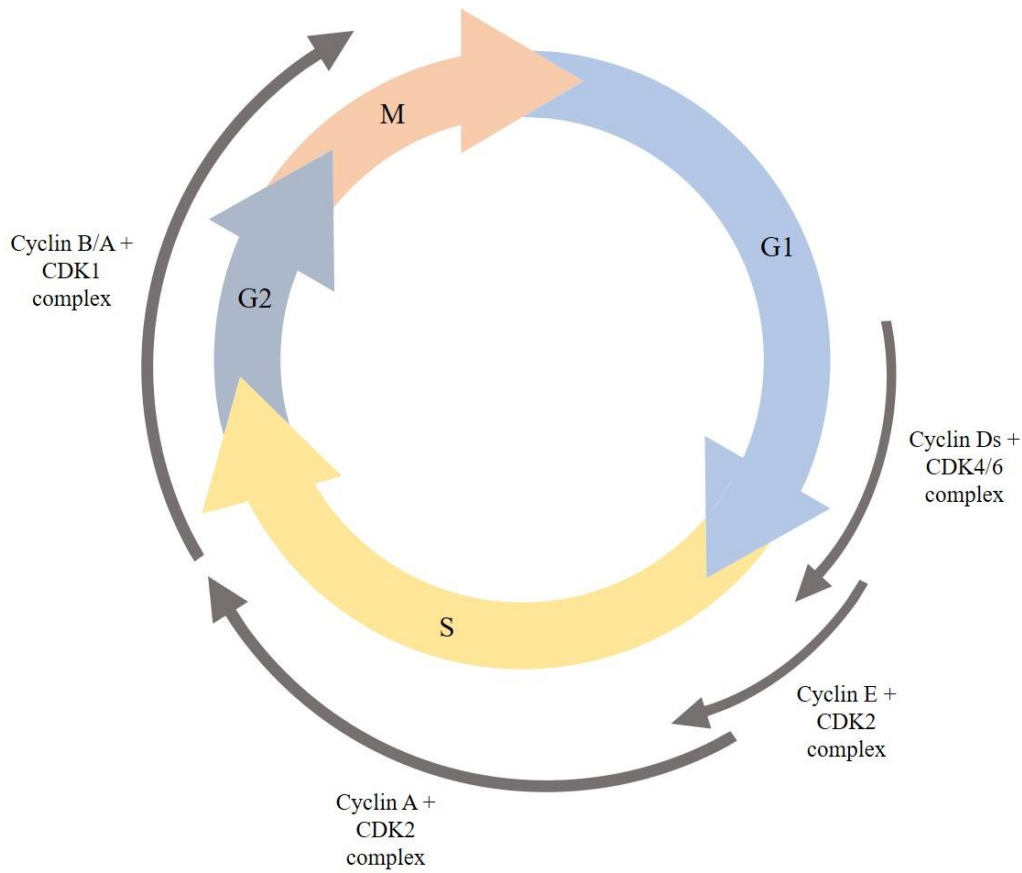 M
G1
Cyclin B/A +
CDK1
complex
G2
Cyclin Ds +
CDK4/6
complex
S
Cyclin E +
CDK2
complex
Cyclin A +
CDK2
complex